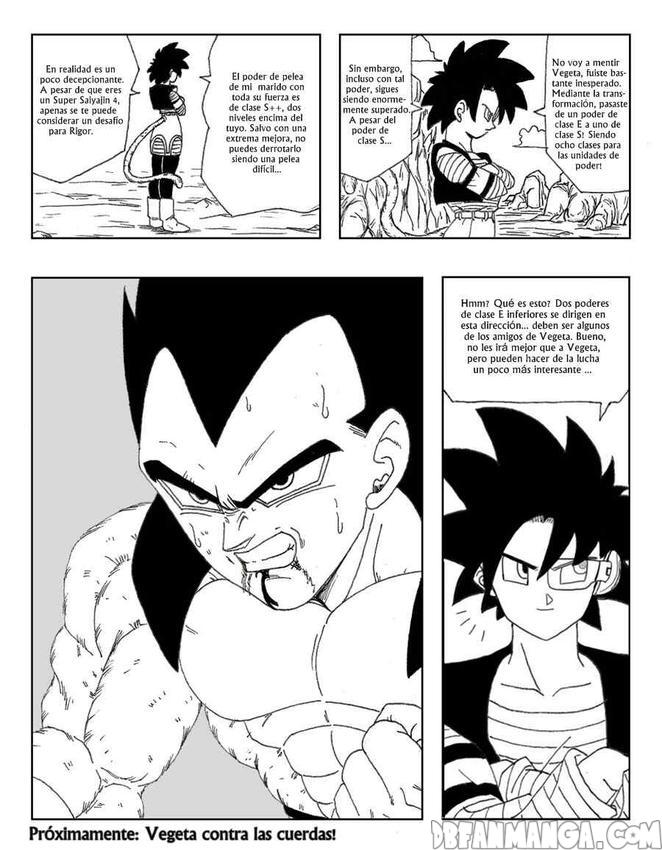 No voy a mentir
Vegeta, fuiste bas-
tante inesperado.
Mediante la trans-
formación, pasaste
de un poder de
clase E a uno de
clase S! Siendo
ocho clases para
las unidades de
poder!
Sin embargo,
incluso con tal
poder, sigues
siendo enorme-
mente superado.
A pesar del
poder de
clase S...
El poder de pelea
de mi marido con
toda su fuerza es
de clase S++, dos
niveles encima del
tuyo. Salvo con una
extrema mejora, no
puedes derrotarlo
siendo una pelea
difícil...
En realidad es un
poco decepcionante.
A pesar de que eres
un Super Saiyajin 4,
apenas se te puede
considerar un desafío
para Rigor.
Hmm? Qué es esto? Dos poderes
de clase E inferiores se dirigen en
esta dirección... deben ser algunos
de los amigos de Vegeta. Bueno,
no les irá mejor que a Vegeta,
pero pueden hacer de la lucha
un poco más interesante ...
Próximamente: Vegeta contra las cuerdas!
DBFANMANGA.COM